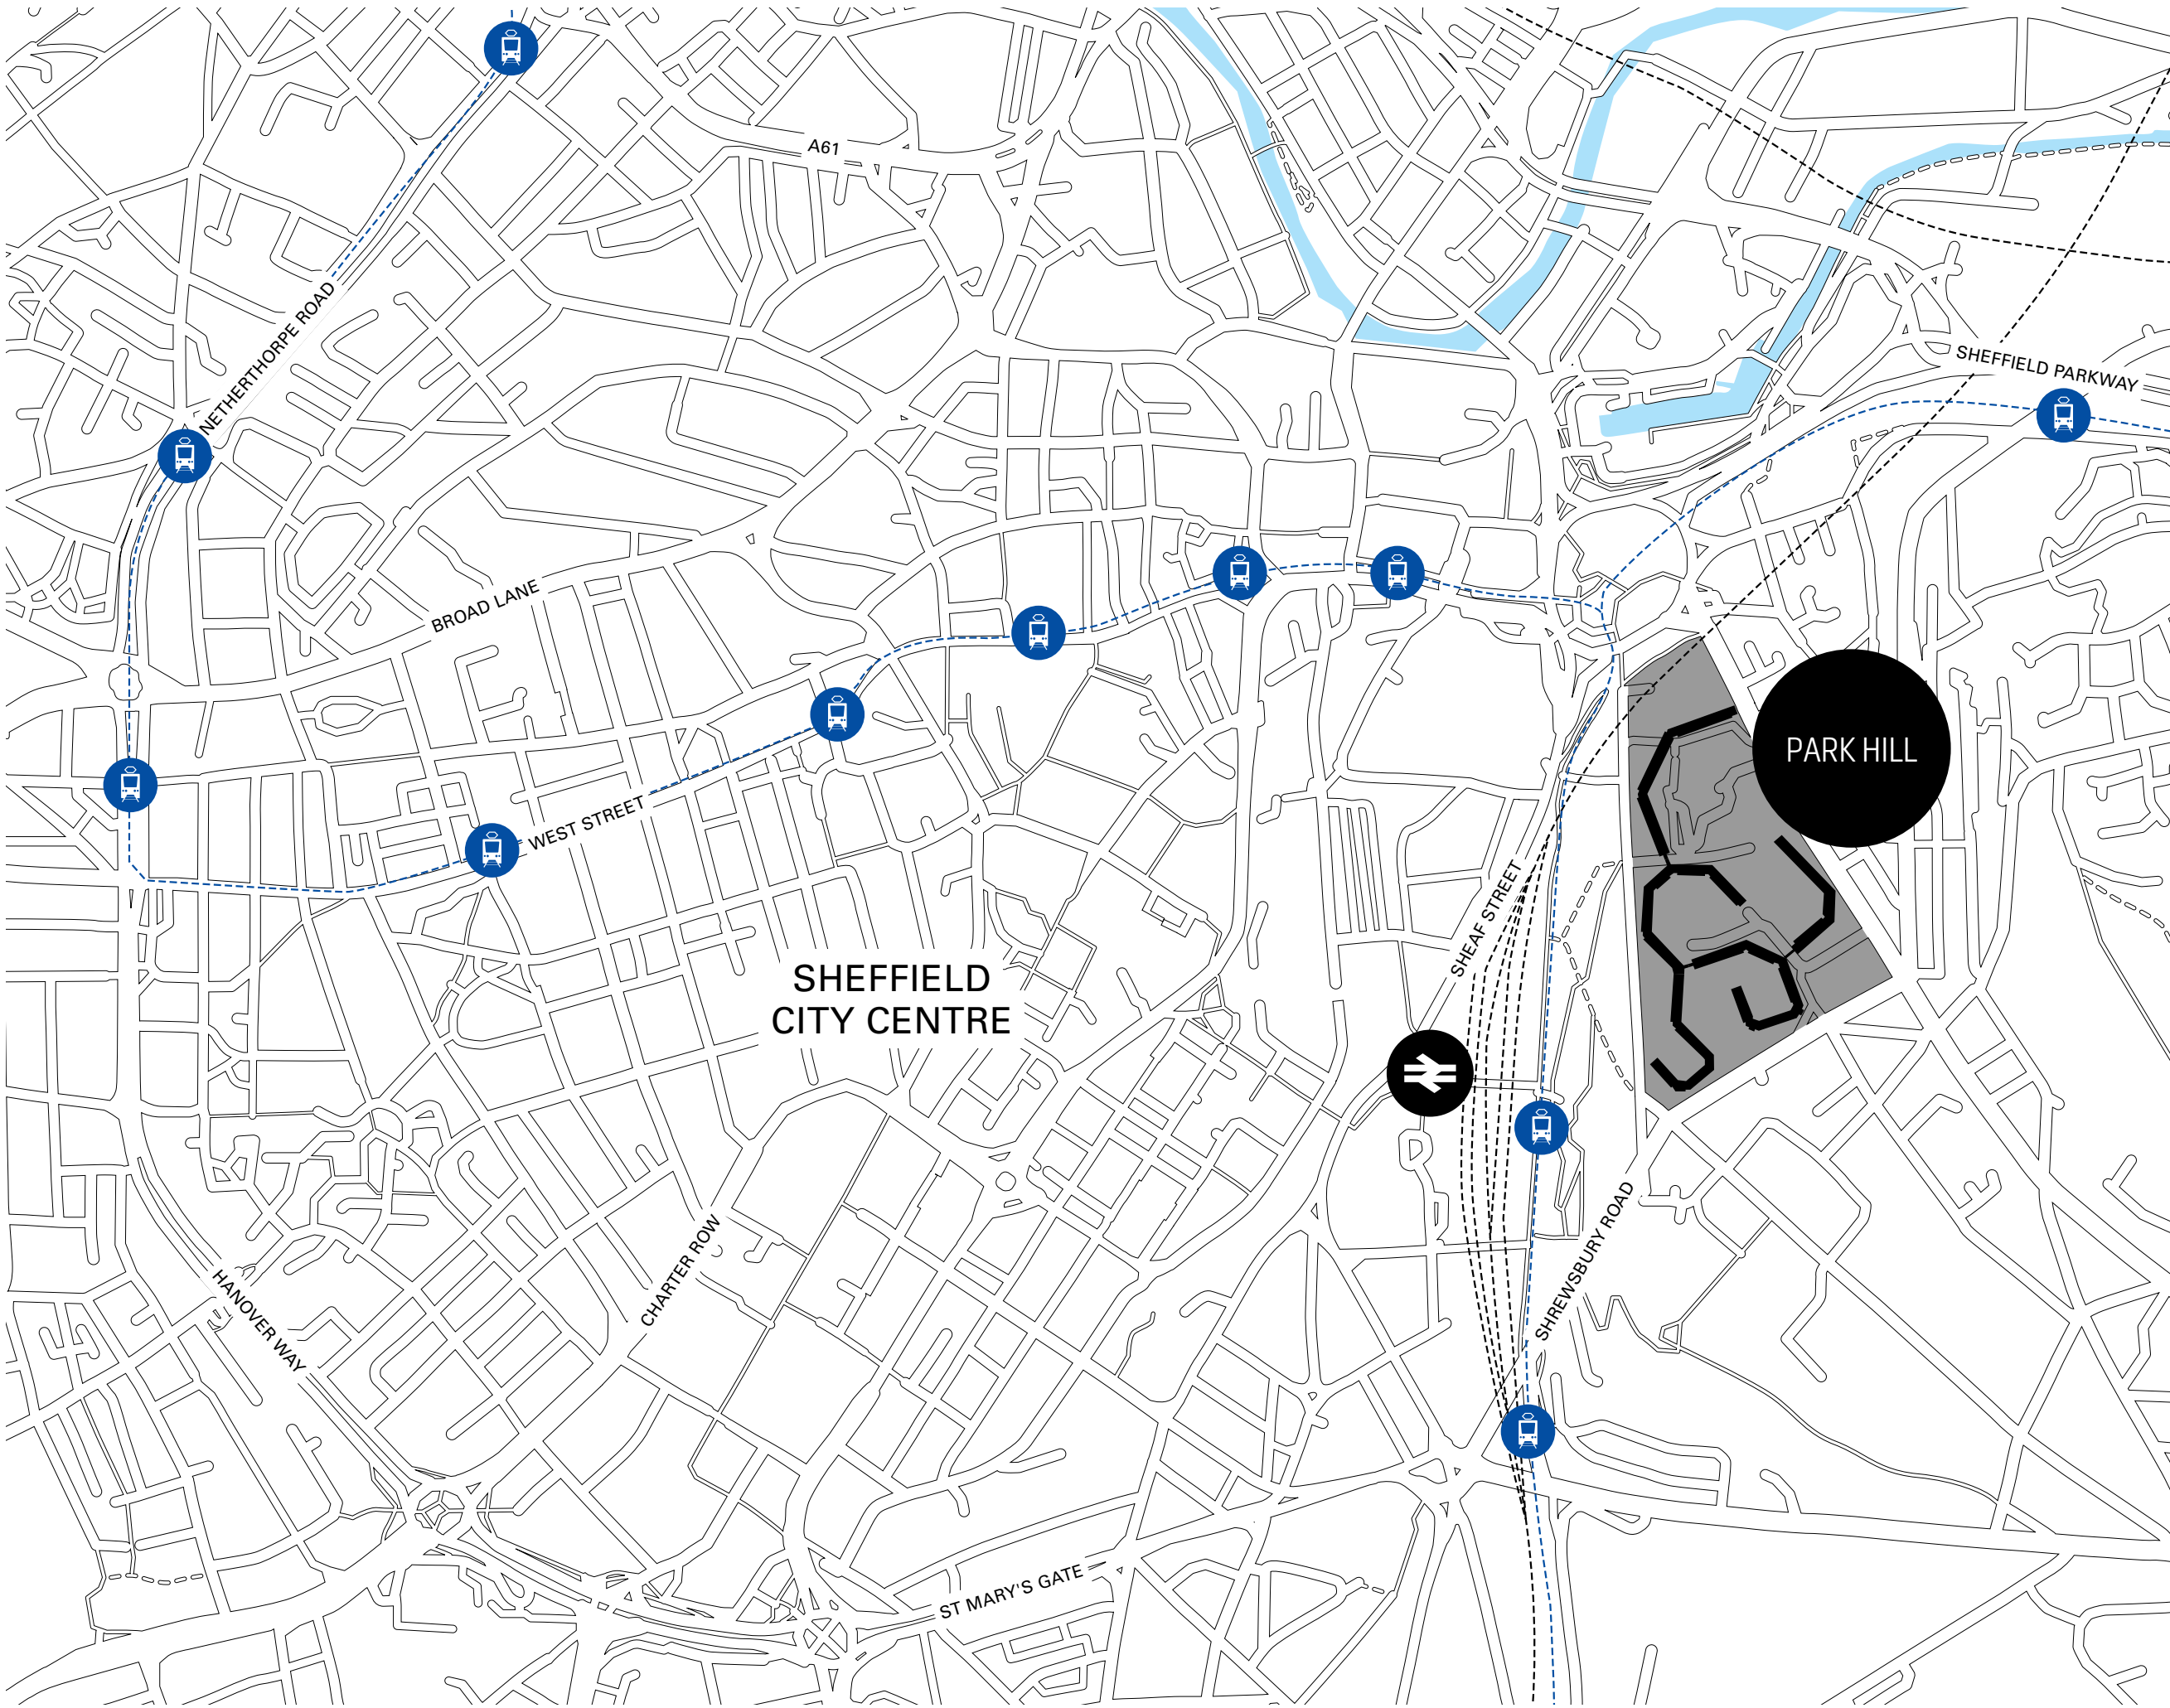 A61
NETHERTHORPE ROAD
SHEFFIELD PARKWAY
BROAD LANE
PARK HILL
WEST STREET
SHEAF STREET
SHEFFIELD
CITY CENTRE
SHREWSBURY ROAD
CHARTER ROW
HANOVER WAY
ST MARY'S GATE